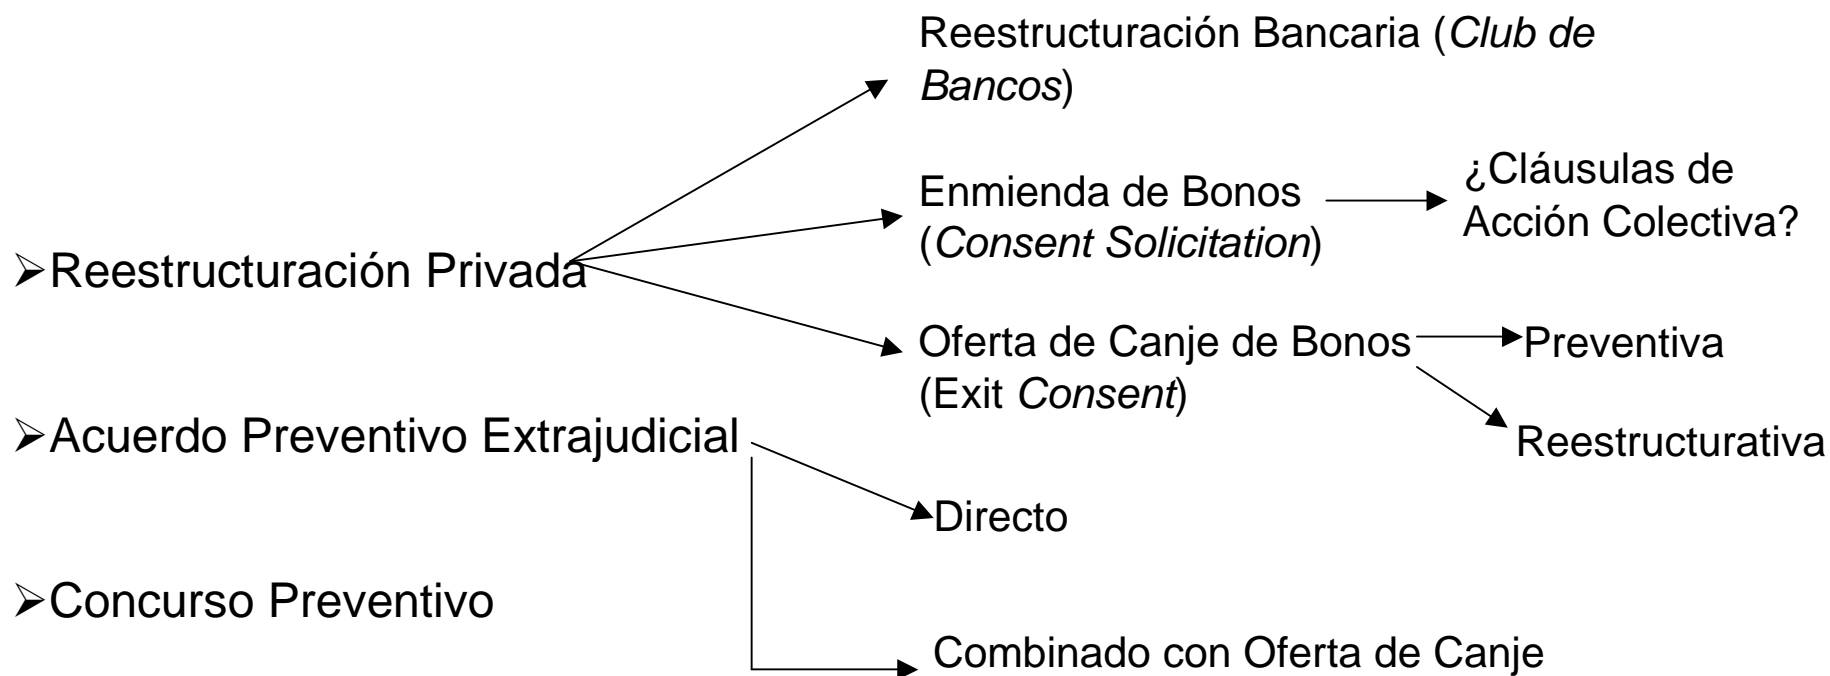 Reestructuración Bancaria (Club de
Bancos)
Enmienda de Bonos
(Consent Solicitation)
¿Cláusulas de
Acción Colectiva?
➢Reestructuración Privada
Oferta de Canje de Bonos
(Exit Consent)
Preventiva
Reestructurativa
➢Acuerdo Preventivo Extrajudicial
Directo
➢Concurso Preventivo
Combinado con Oferta de Canje